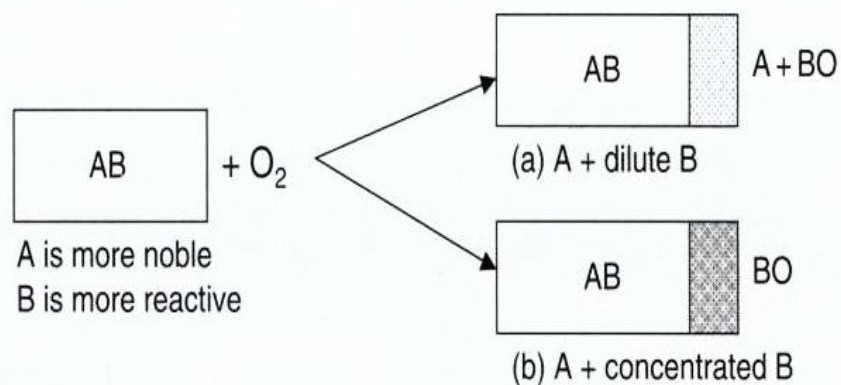 AB
+ O₂
A is more noble
B is more reactive
AB
A + BO
(a) A + dilute B
AB
BO
(b) A + concentrated B